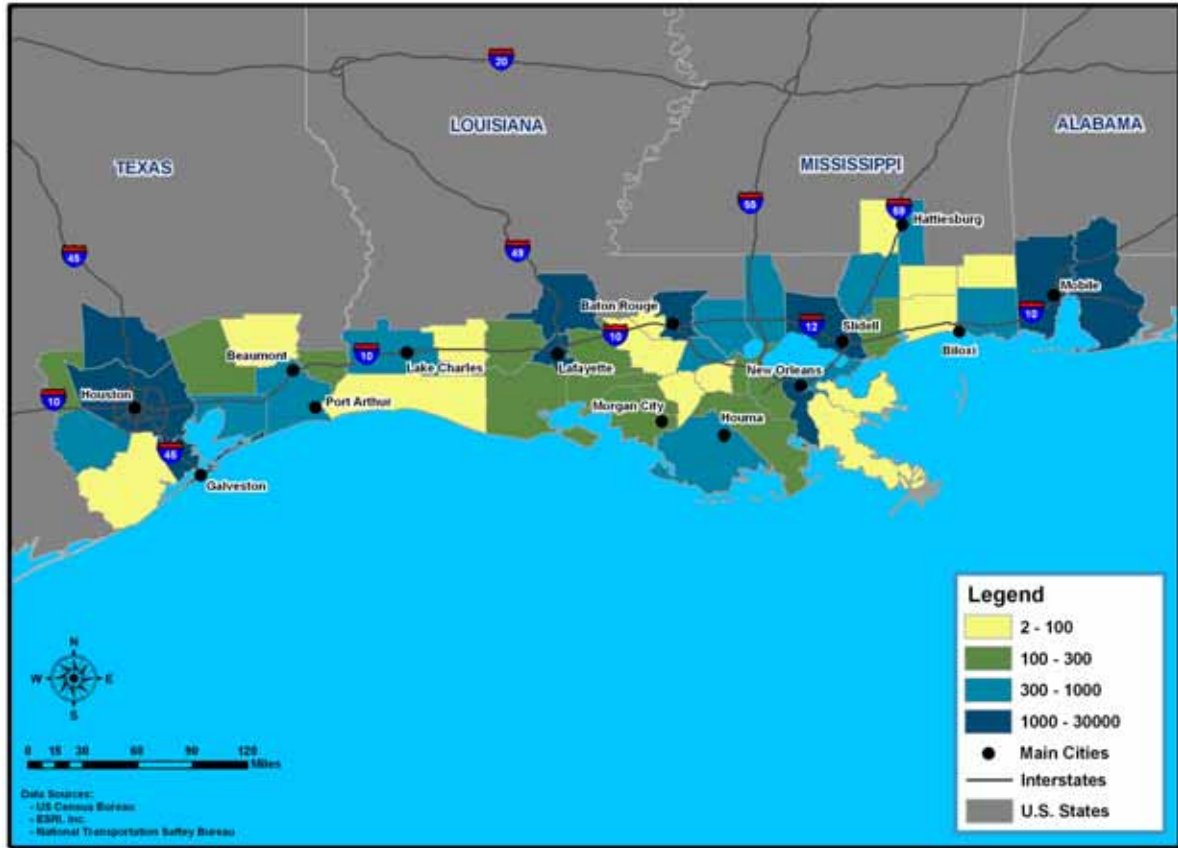 20
LOUISIANA
ALABAMA
TEXAS
MISSISSIPPI
55
59
Hattiesburg
45
49
Mobile
Baton Rouge
10
12
Slidell
10
Beaumont
10
Lake Charles
Lafayette
New Orleans
Biloxi
10
Houston
Port Arthur
Morgan City
Houma
45
Galveston
Legend
2 - 100
100 - 300
300 - 1000
1000 - 30000
Main Cities
Interstates
U.S. States
N
W E
S
0 15 30 60 90 120
Miles
Data Sources:
- US Census Bureau
- ESRI, Inc.
- National Transportation Saftey Bureau